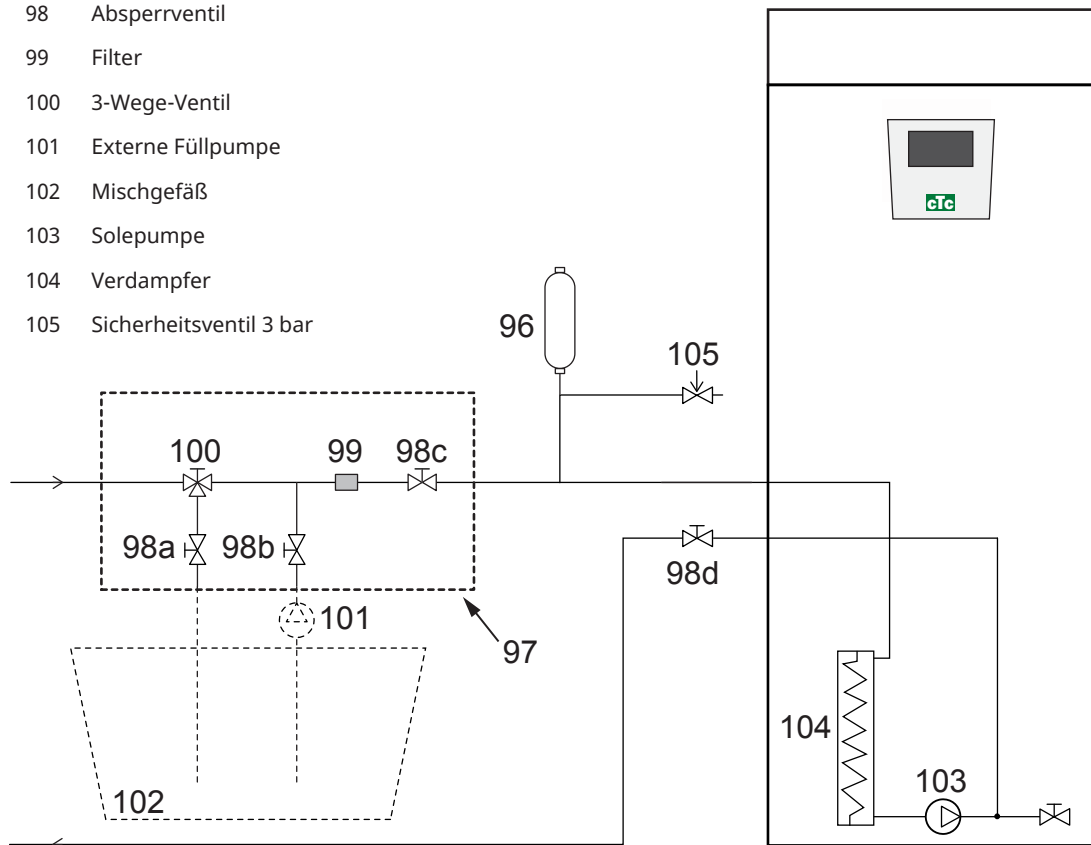 98 Absperrventil
99 Filter
100 3-Wege-Ventil
101 Externe Füllpumpe
102 Mischgefäß
103 Solepumpe
104 Verdampfer
105 Sicherheitsventil 3 bar
cTc
96
105
100 99 98c
98a 98b
98d
101
97
104
103
102